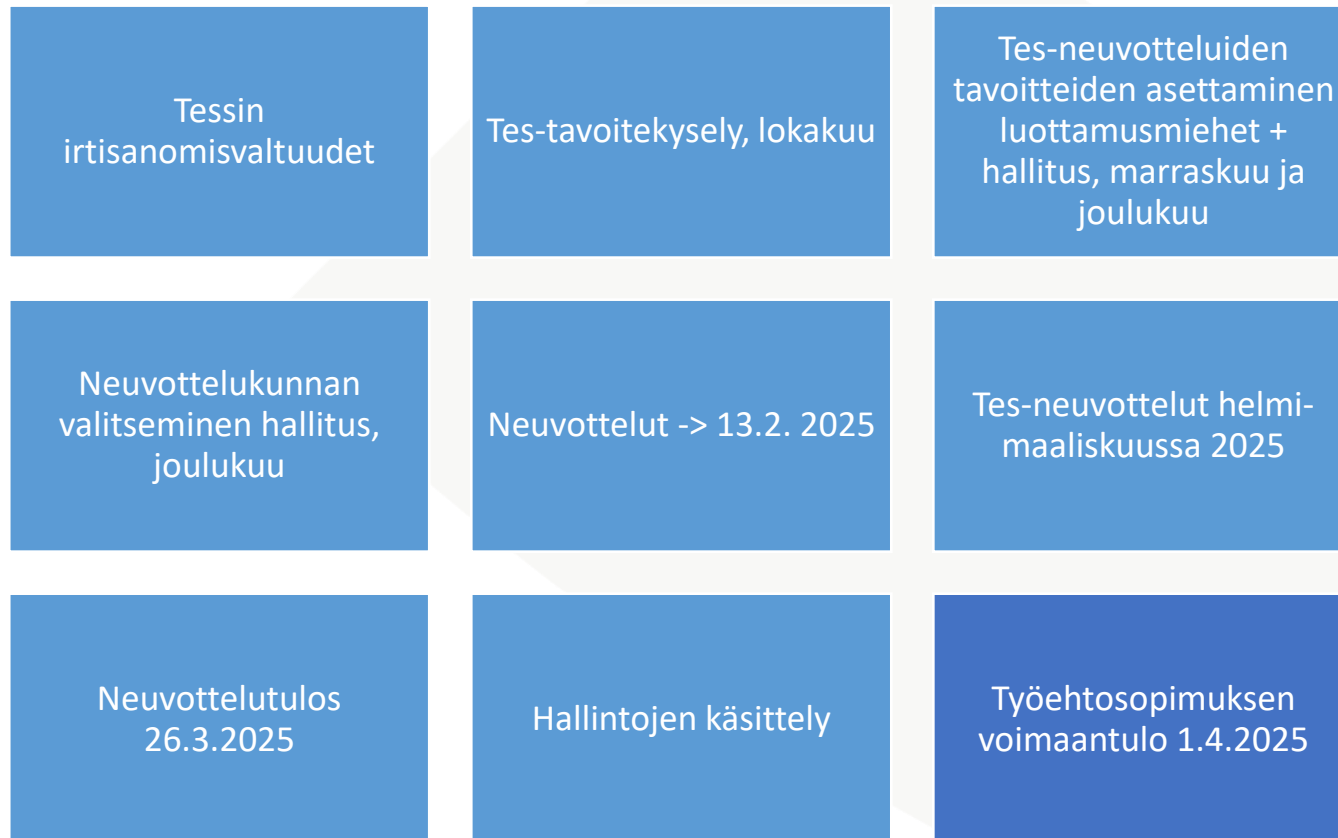 Tessin
irtisanomisvaltuudet
Tes-tavoitekysely, lokakuu
Tes-neuvotteluiden
tavoitteiden asettaminen
luottamusmiehet +
hallitus, marraskuu ja
joulukuu
Neuvottelukunnan
valitseminen hallitus,
joulukuu
Neuvottelut -> 13.2. 2025
Tes-neuvottelut helmi-
maaliskuussa 2025
Neuvottelutulos
26.3.2025
Hallintojen käsittely
Työehtosopimuksen
voimaantulo 1.4.2025